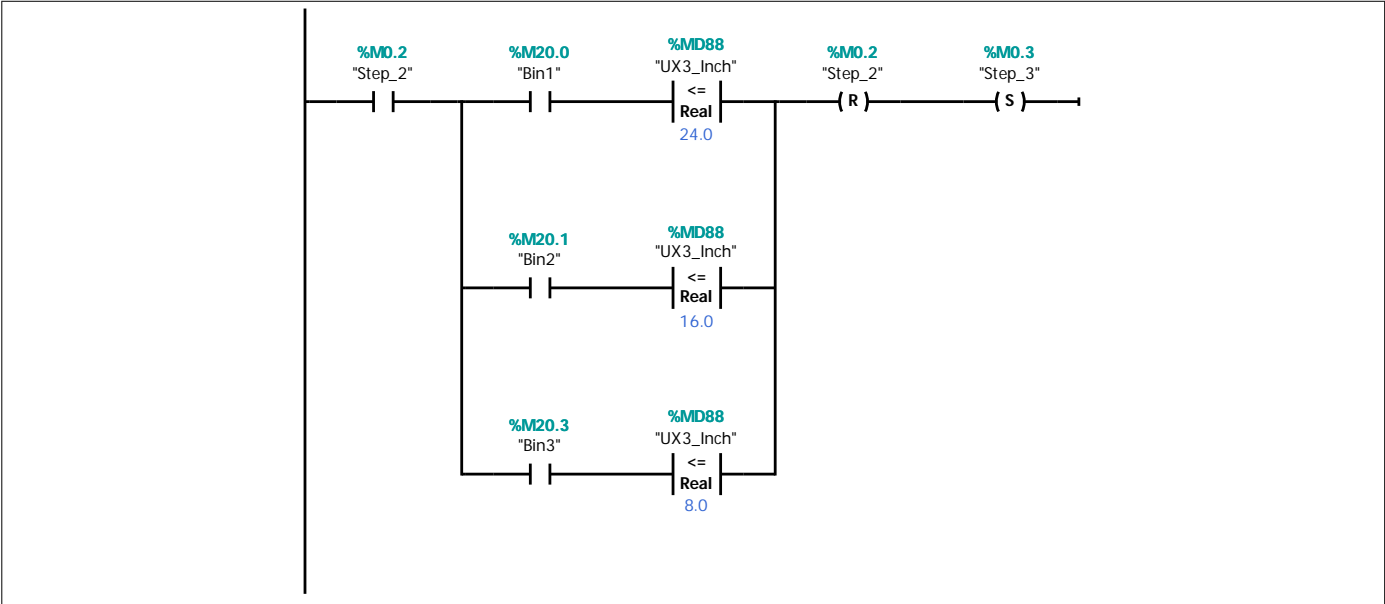 %M0.2
"Step_2"
%M20.0
"Bin1"
%MD88
"UX3_Inch"
<=
Real
24.0
%M0.2
"Step_2"
( R )
%M0.3
"Step_3"
( S )
%M20.1
"Bin2"
%MD88
"UX3_Inch"
<=
Real
16.0
%M20.3
"Bin3"
%MD88
"UX3_Inch"
<=
Real
8.0